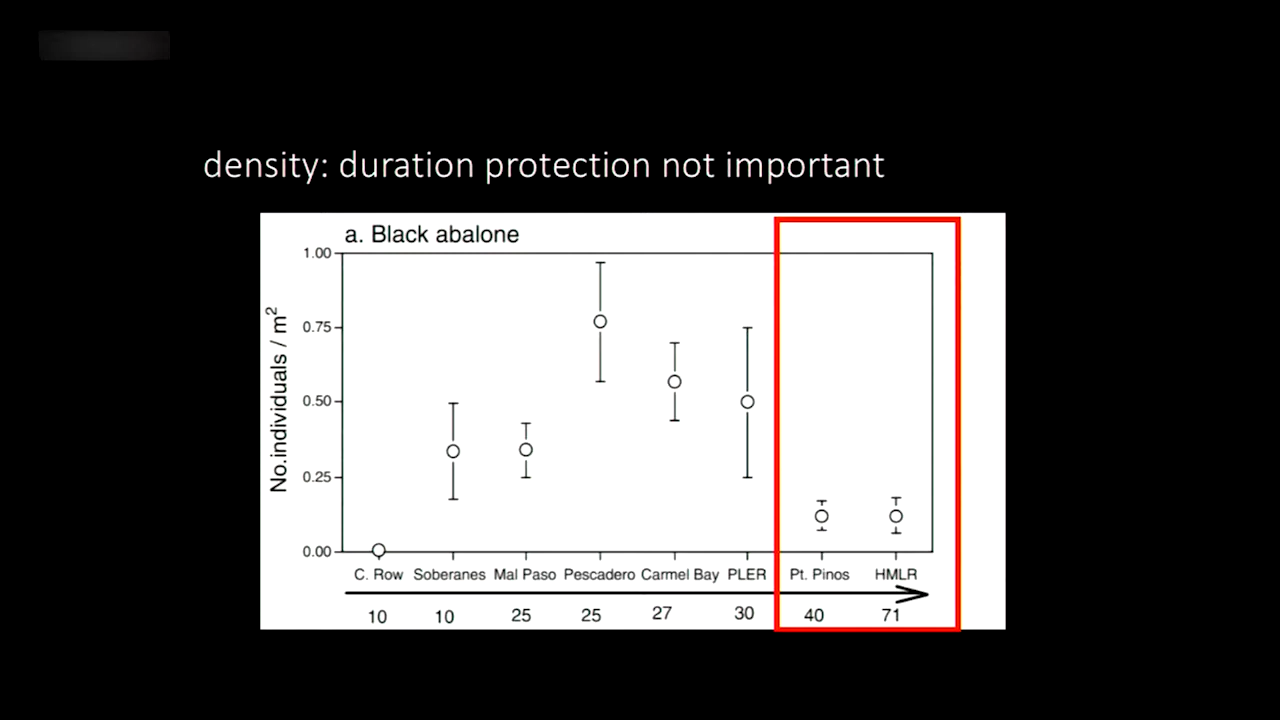 density: duration protection not important
a. Black abalone
No.individuals / m²
1.00
0.75
0.50
0.25
0.00
C. Row Soberanes Mal Paso Pescadero Carmel Bay PLER Pt. Pinos HMLR
10 10 25 25 27 30 40 71